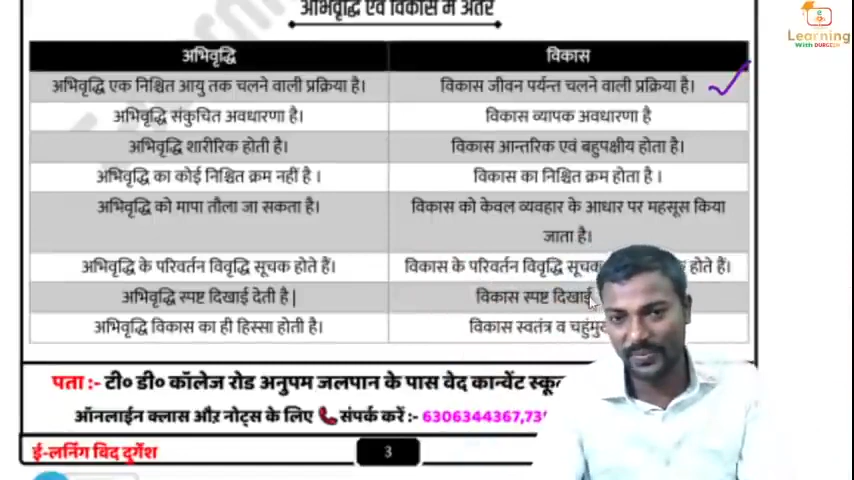 अभिवृद्धि एवं विकास में अंतर
Learning
With DURGESH
अभिवृद्धि विकास
अभिवृद्धि एक निश्चित आयु तक चलने वाली प्रक्रिया है। विकास जीवन पर्यन्त चलने वाली प्रक्रिया है।
अभिवृद्धि संकुचित अवधारणा है। विकास व्यापक अवधारणा है
अभिवृद्धि शारीरिक होती है। विकास आन्तरिक एवं बहुपक्षीय होता है।
अभिवृद्धि का कोई निश्चित क्रम नहीं है । विकास का निश्चित क्रम होता है ।
अभिवृद्धि को मापा तौला जा सकता है। विकास को केवल व्यवहार के आधार पर महसूस किया
जाता है।
अभिवृद्धि के परिवर्तन विवृद्धि सूचक होते हैं। विकास के परिवर्तन विवृद्धि सूचक होते हैं।
अभिवृद्धि स्पष्ट दिखाई देती है | विकास स्पष्ट दिखाई
अभिवृद्धि विकास का ही हिस्सा होती है। विकास स्वतंत्र व
पता :- टी० डी० कॉलेज रोड अनुपम जलपान के पास वेद कान्वेंट
ऑनलाईन क्लास और नोट्स के लिए संपर्क करें :- 6306344367,
ई-लर्निंग विद दुर्गेश 3